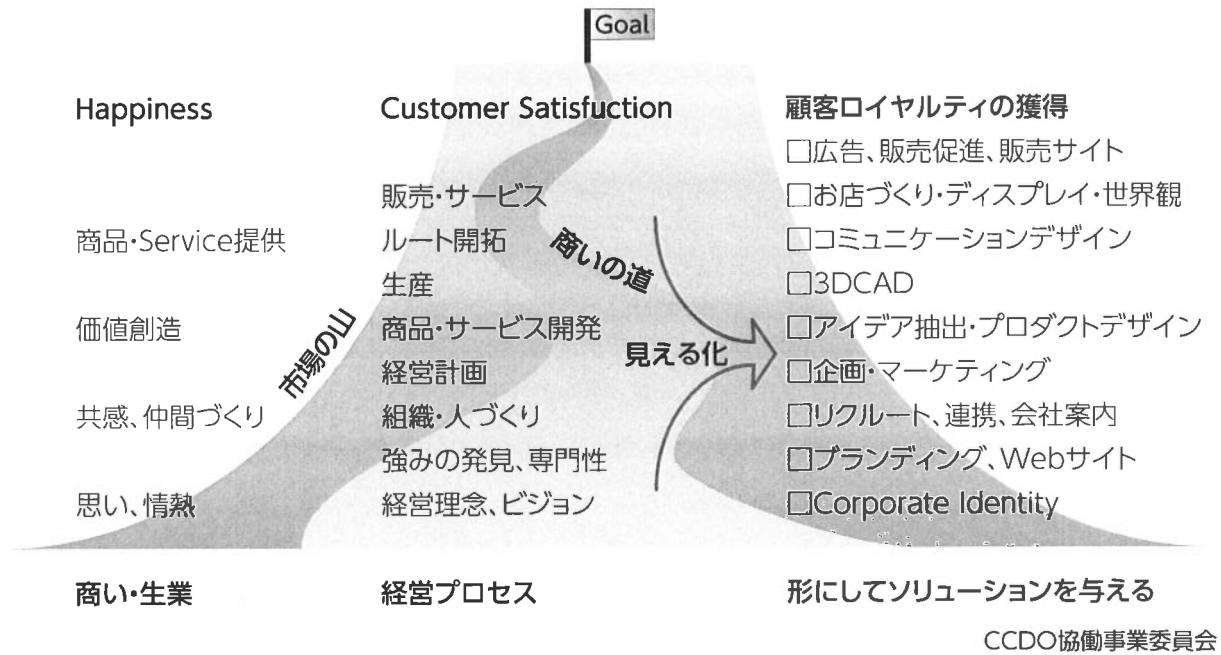 Goal
Happiness
Customer Satisfuction
顧客ロイヤルティの獲得
□広告、販売促進、販売サイト
販売・サービス
□お店づくり・ディスプレイ・世界観
商品・Service提供
ルート開拓
商いの道
□コミュニケーションデザイン
生産
□3DCAD
価値創造
市場の山
商品・サービス開発
見える化
□アイデア抽出・プロダクトデザイン
経営計画
□企画・マーケティング
共感、仲間づくり
組織・人づくり
□リクルート、連携、会社案内
強みの発見、専門性
□ブランディング、Webサイト
思い、情熱
経営理念、ビジョン
□Corporate Identity
商い・生業
経営プロセス
形にしてソリューションを与える
CCDO協働事業委員会